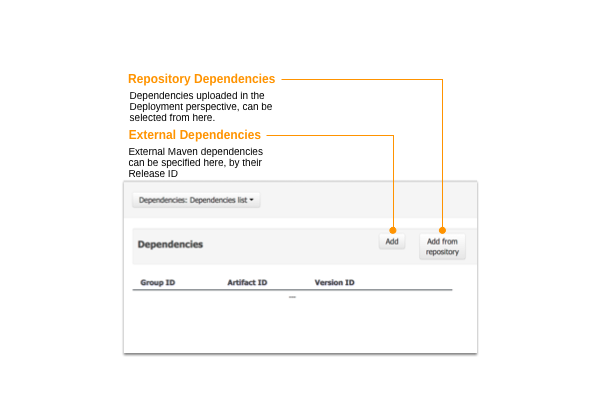 Repository Dependencies
Dependencies uploaded in the
Deployment perspective, can be
selected from here.
External Dependencies
External Maven dependencies
can be specified here, by their
Release ID
Dependencies: Dependencies list
Dependencies
Add
Add from
repository
Group ID
Artifact ID
Version ID